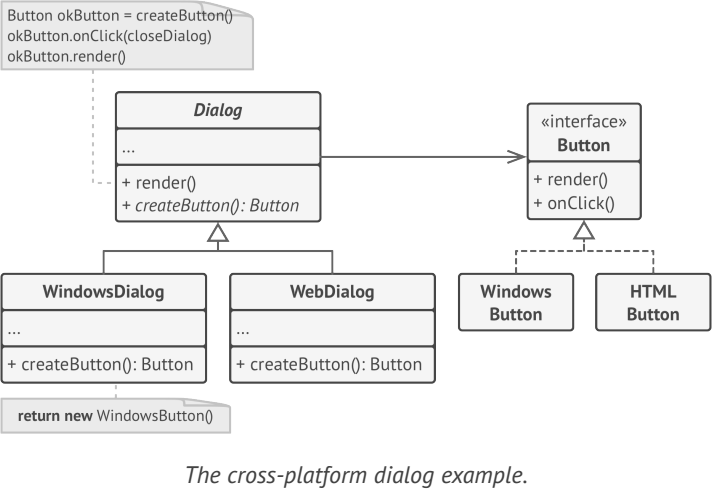 Button okButton = createButton()
okButton.onClick(closeDialog)
okButton.render()
Dialog
...
+ render()
+ createButton(): Button
«interface»
Button
+ render()
+ onClick()
WindowsDialog
...
+ createButton(): Button
WebDialog
...
+ createButton(): Button
Windows
Button
HTML
Button
return new WindowsButton()
The cross-platform dialog example.